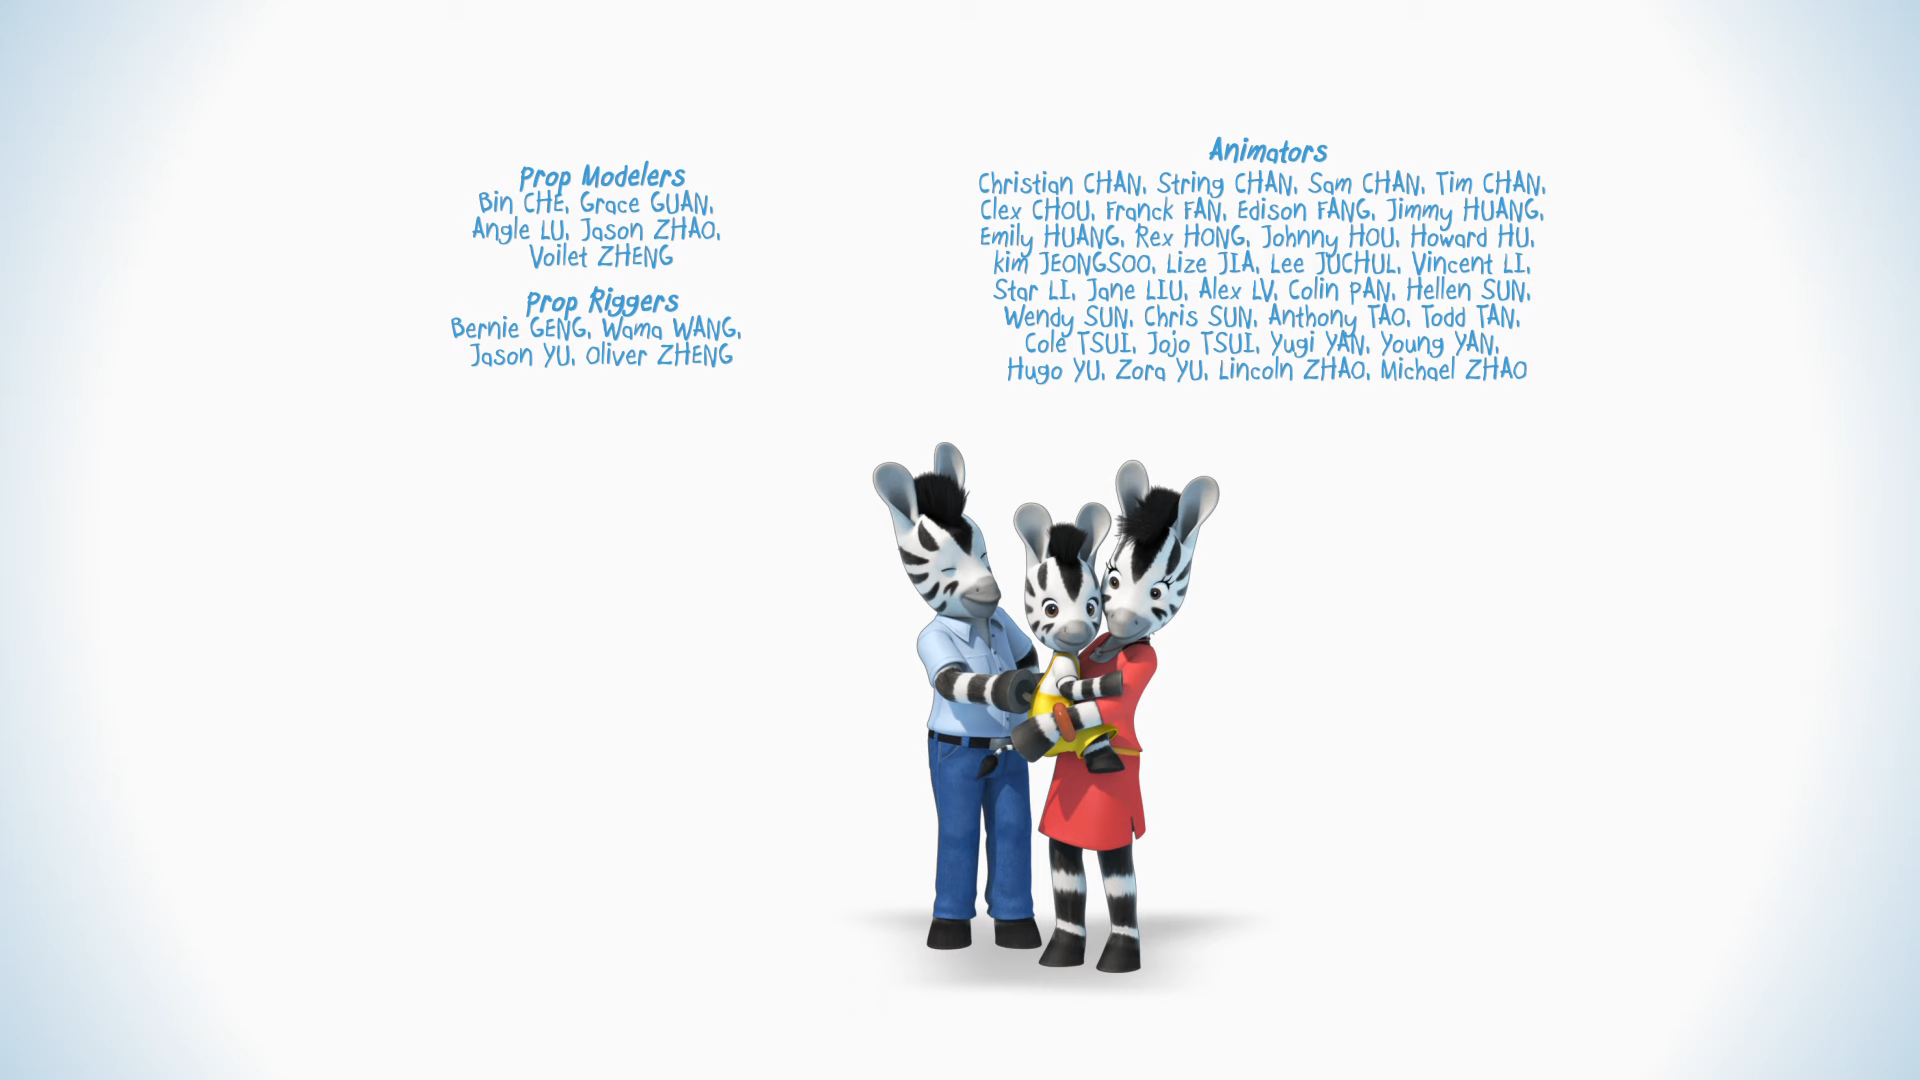 Prop Modelers
Bin CHE, Grace GUAN,
Angle LU, Jason ZHAO,
Voilet ZHENG
Prop Riggers
Bernie GENG, Wama WANG,
Jason YU, Oliver ZHENG
Animators
Christian CHAN, String CHAN, Sam CHAN, Tim CHAN,
Clex CHOU, Franck FAN, Edison FANG, Jimmy HUANG,
Emily HUANG, Rex HONG, Johnny HOU, Howard HU,
kim JEONGSOO, Lize JIA, Lee JUCHUL, Vincent LI,
Star LI, Jane LIU, Alex LV, Colin PAN, Hellen SUN,
Wendy SUN, Chris SUN, Anthony TAO, Todd TAN,
Cole TSUI, Jojo TSUI, Yugi YAN, Young YAN,
Hugo YU, Zora YU, Lincoln ZHAO, Michael ZHAO